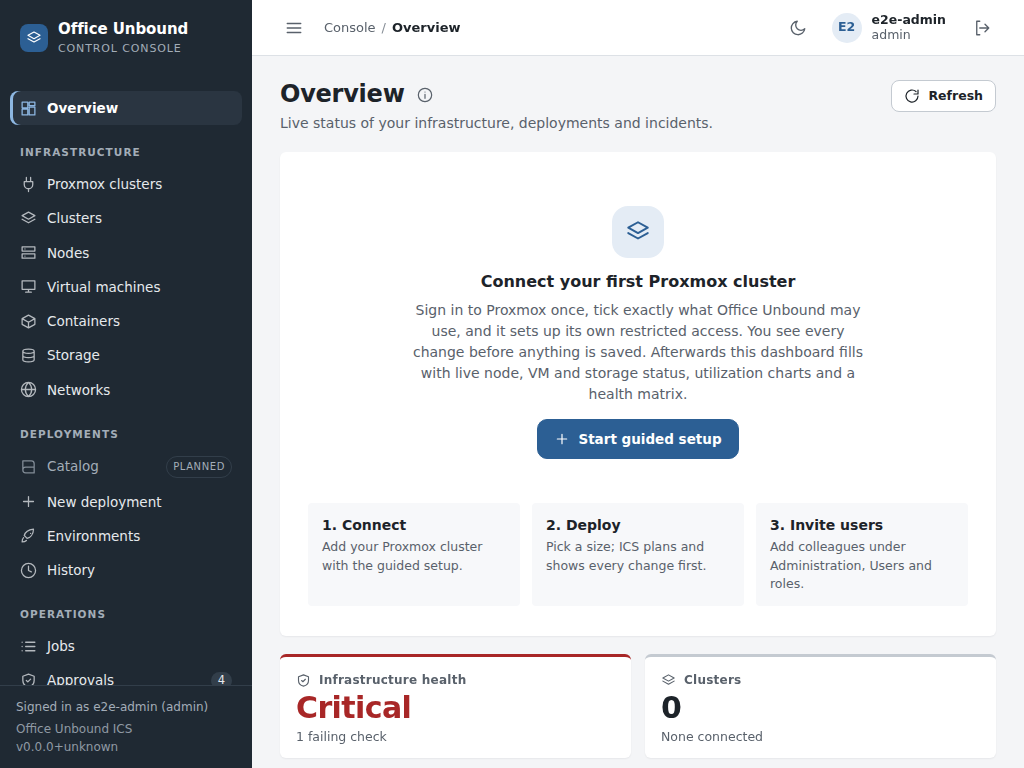 Office Unbound
CONTROL CONSOLE
Overview
INFRASTRUCTURE
Proxmox clusters
Clusters
Nodes
Virtual machines
Containers
Storage
Networks
DEPLOYMENTS
Catalog PLANNED
New deployment
Environments
History
OPERATIONS
Jobs
Approvals 4
Signed in as e2e-admin (admin)
Office Unbound ICS
v0.0.0+unknown
Console / Overview
E2 e2e-admin
admin
Overview
Refresh
Live status of your infrastructure, deployments and incidents.
Connect your first Proxmox cluster
Sign in to Proxmox once, tick exactly what Office Unbound may
use, and it sets up its own restricted access. You see every
change before anything is saved. Afterwards this dashboard fills
with live node, VM and storage status, utilization charts and a
health matrix.
Start guided setup
1. Connect
Add your Proxmox cluster
with the guided setup.
2. Deploy
Pick a size; ICS plans and
shows every change first.
3. Invite users
Add colleagues under
Administration, Users and
roles.
Infrastructure health
Critical
1 failing check
Clusters
0
None connected